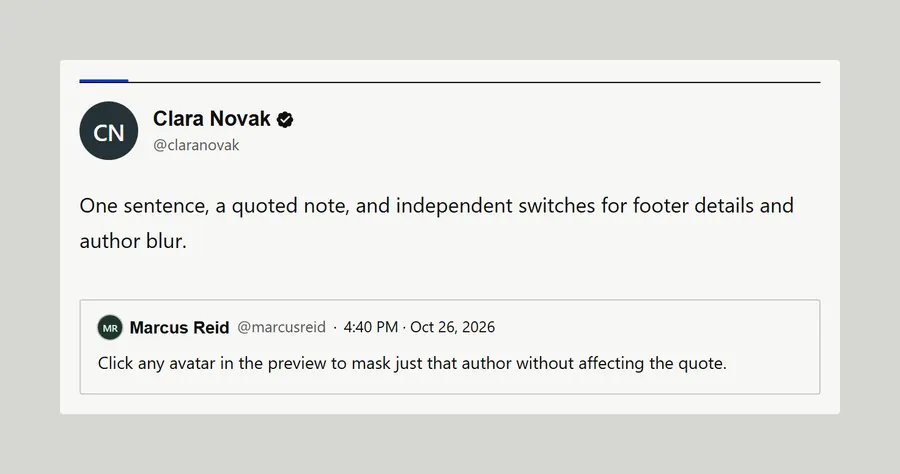 CN
Clara Novak
@claranovak
One sentence, a quoted note, and independent switches for footer details and
author blur.
MR Marcus Reid @marcusreid · 4:40 PM · Oct 26, 2026
Click any avatar in the preview to mask just that author without affecting the quote.